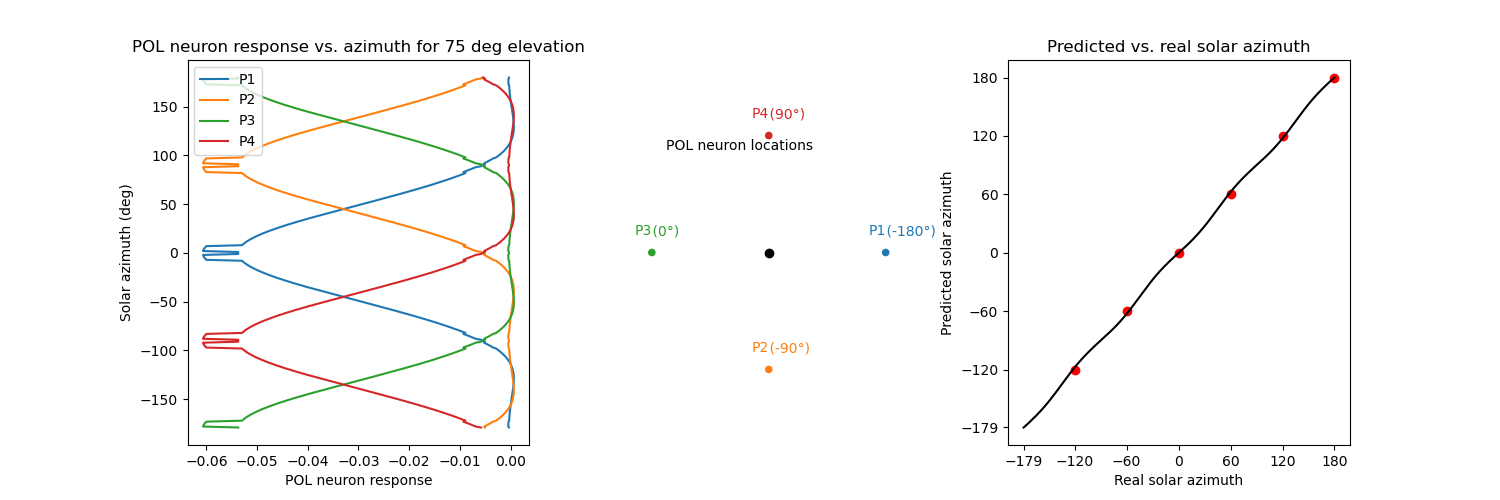 POL neuron response vs. azimuth for 75 deg elevation
P1
P2
P3
P4
150
100
50
0
−50
−100
−150
Solar azimuth (deg)
−0.06 −0.05 −0.04 −0.03 −0.02 −0.01 0.00
POL neuron response
P4(90°)
POL neuron locations
P3(0°)
P1(-180°)
P2(-90°)
Predicted vs. real solar azimuth
180
120
60
0
−60
−120
−179
Predicted solar azimuth
−179 −120 −60 0 60 120 180
Real solar azimuth